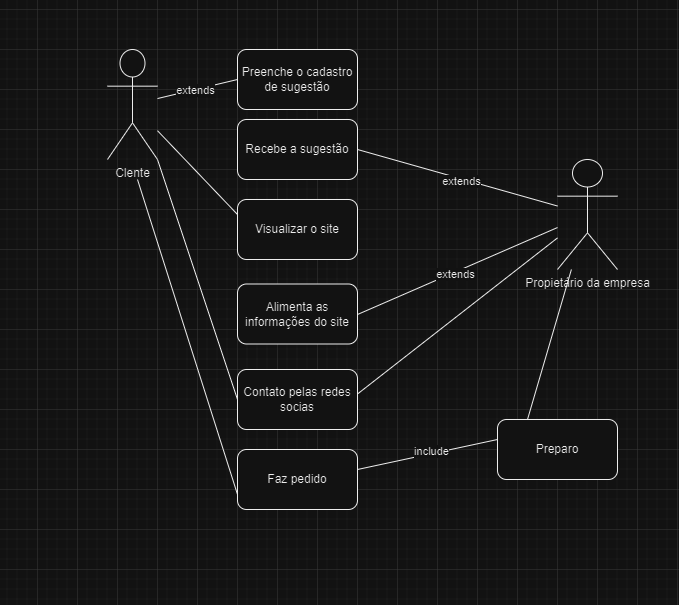 Preenche o cadastro
de sugestão
extends
Recebe a sugestão
extends
Clente
Visualizar o site
extends
Propietário da empresa
Alimenta as
informações do site
Contato pelas redes
socias
Faz pedido
include
Preparo